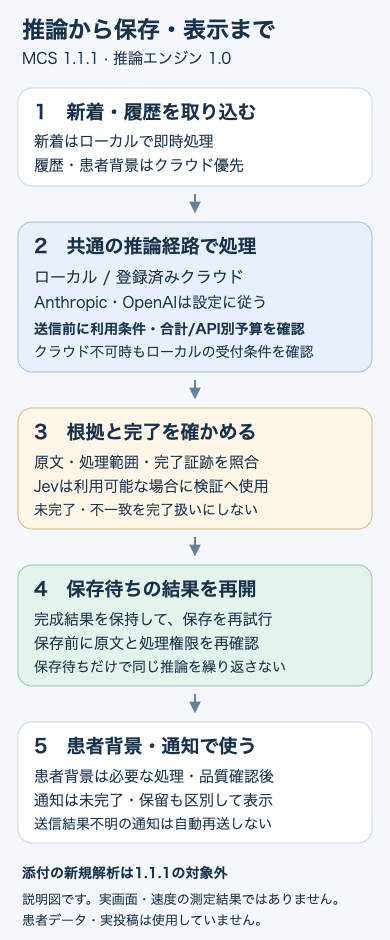 推論から保存・表示まで
MCS 1.1.1 · 推論エンジン 1.0
1 新着・履歴を取り込む
新着はローカルで即時処理
履歴・患者背景はクラウド優先
2 共通の推論経路で処理
ローカル / 登録済みクラウド
Anthropic・OpenAIは設定に従う
送信前に利用条件・合計/API別予算を確認
クラウド不可時もローカルの受付条件を確認
3 根拠と完了を確かめる
原文・処理範囲・完了証跡を照合
Jevは利用可能な場合に検証へ使用
未完了・不一致を完了扱いにしない
4 保存待ちの結果を再開
完成結果を保持して、保存を再試行
保存前に原文と処理権限を再確認
保存待ちだけで同じ推論を繰り返さない
5 患者背景・通知で使う
患者背景は必要な処理・品質確認後
通知は未完了・保留も区別して表示
送信結果不明の通知は自動再送しない
添付の新規解析は1.1.1の対象外
説明図です。実画面・速度の測定結果ではありません。
患者データ・実投稿は使用していません。